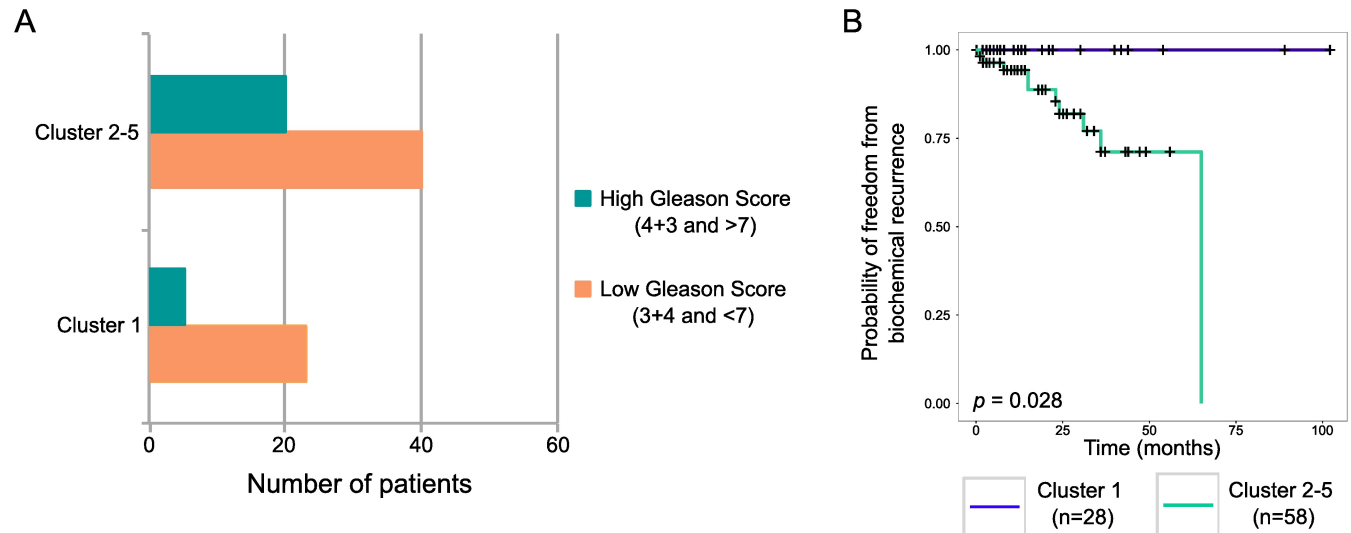 A
Cluster 2-5
Cluster 1
0
20
40
60
Number of patients
High Gleason Score
(4+3 and >7)
Low Gleason Score
(3+4 and <7)
B
Probability of freedom from
biochemical recurrence
1.00
0.75
0.50
0.25
0.00
p = 0.028
0
25
50
75
100
Time (months)
Cluster 1
(n=28)
Cluster 2-5
(n=58)